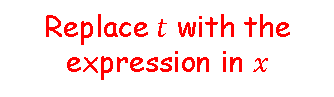 Replace t with the
expression in x